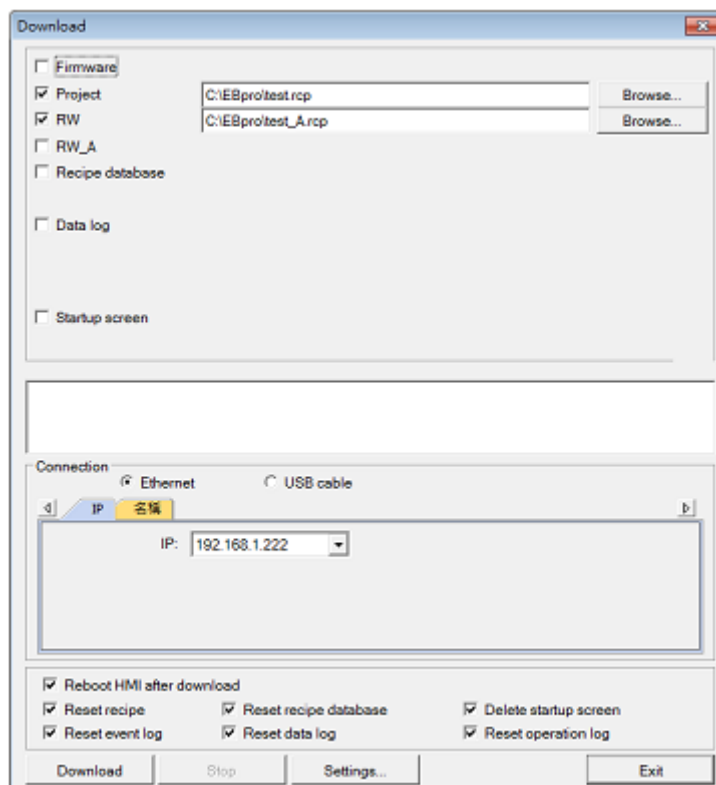 Download
Firmware
Project C:\EBpro\test.rcp Browse...
RW C:\EBpro\test_A.rcp Browse...
RW_A
Recipe database
Data log
Startup screen
Connection
Ethernet USB cable
IP 名稱
IP: 192.168.1.222
Reboot HMI after download
Reset recipe Reset recipe database Delete startup screen
Reset event log Reset data log Reset operation log
Download Stop Settings... Exit